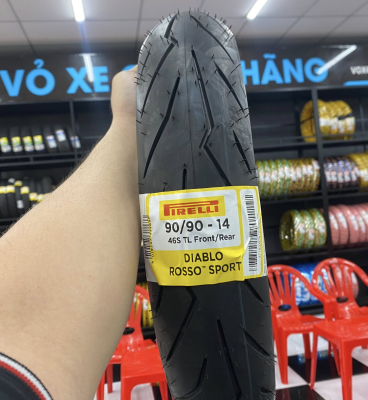 VỎ XE HÃNG
PIRELLI
90/90 - 14
46S TL Front/Rear
DIABLO
ROSSO™ SPORT